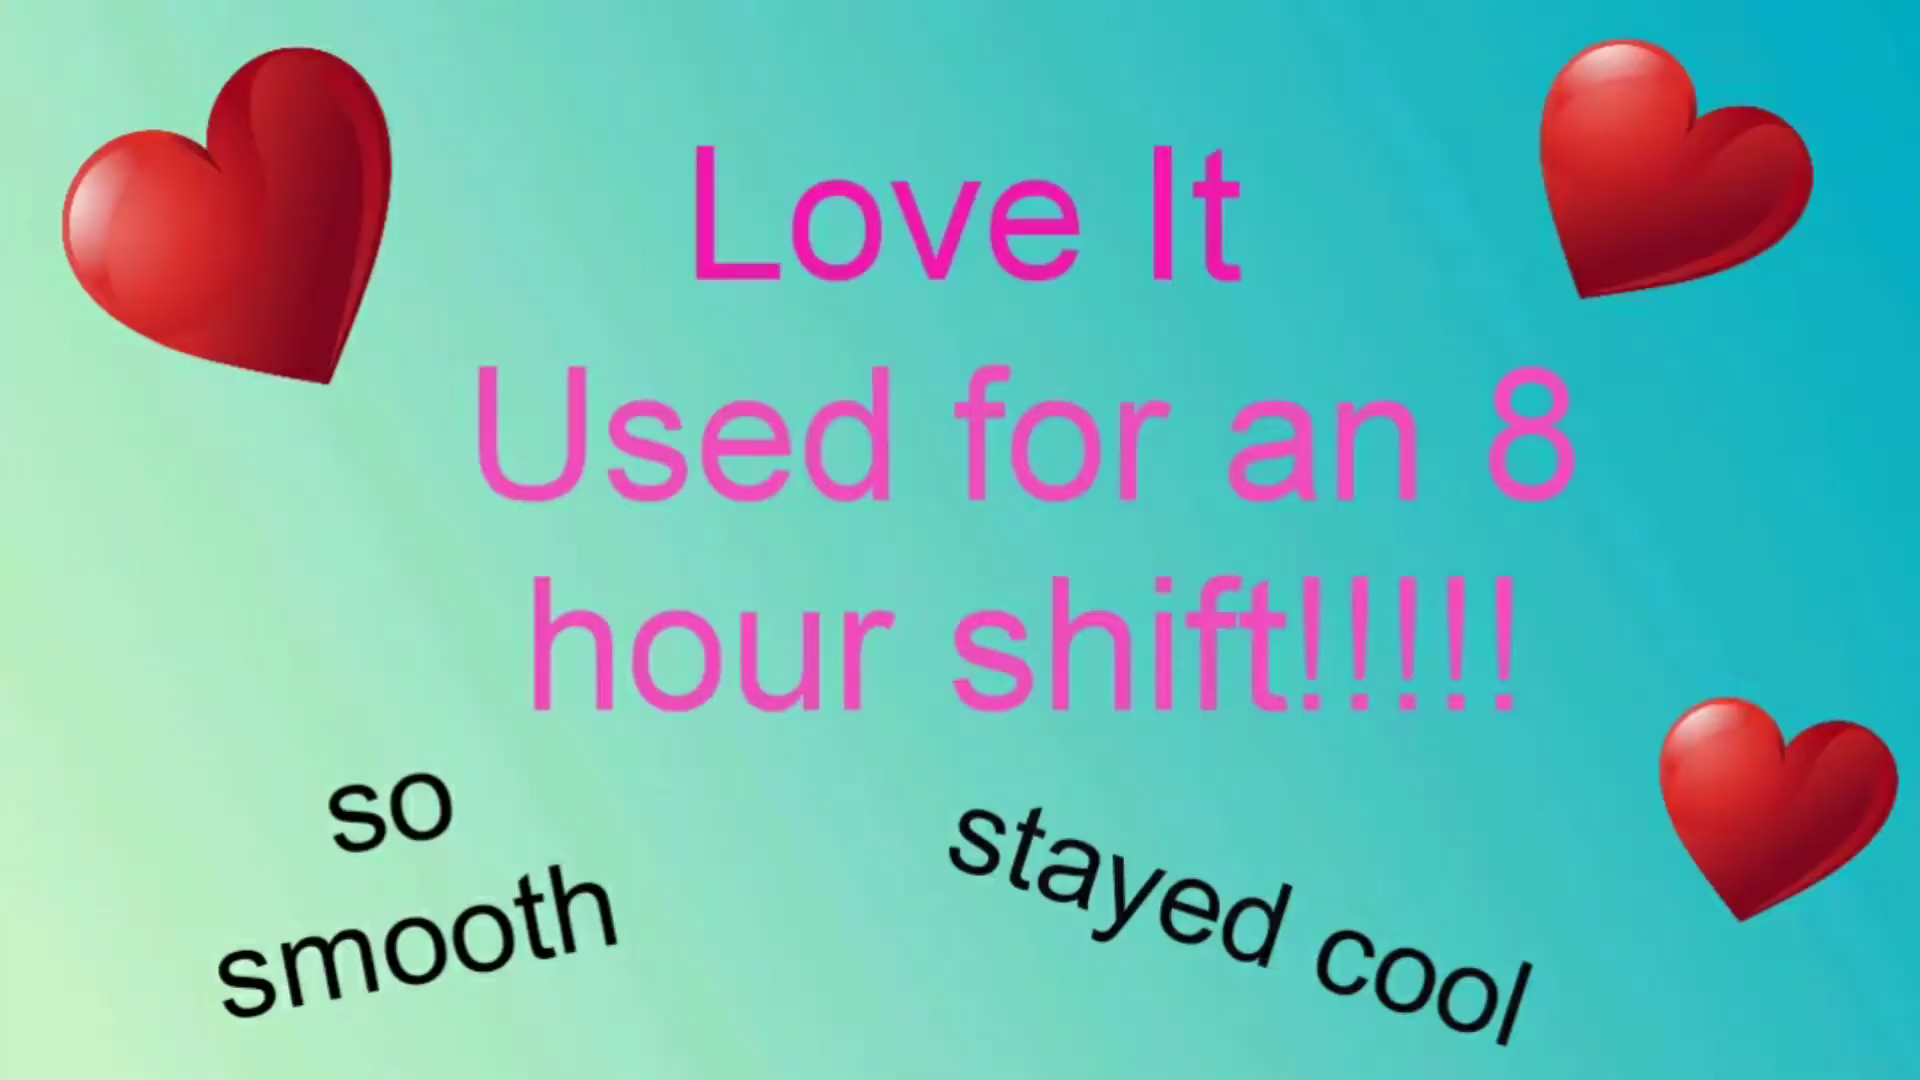 Love It
Used for an 8
hour shift!!!!!
so
smooth
stayed cool